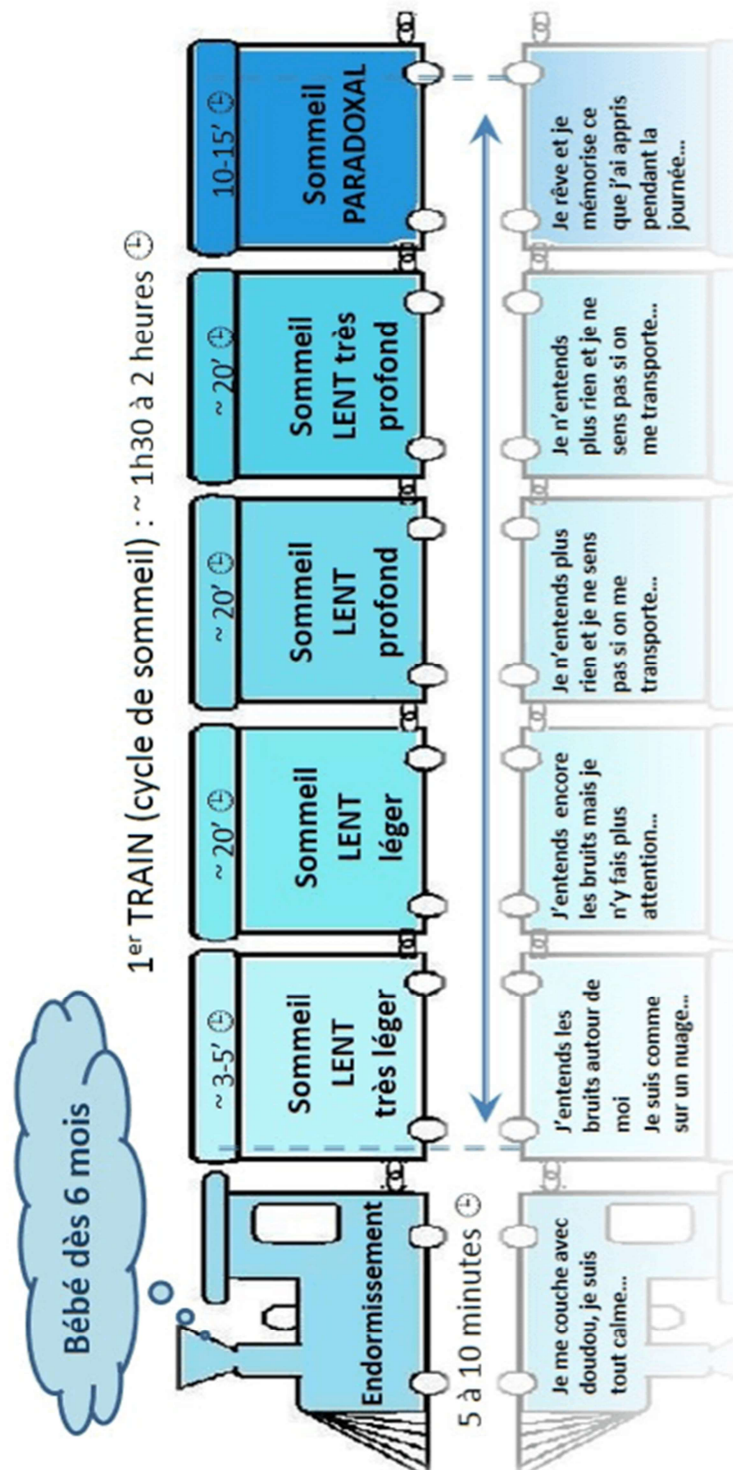 Bébé dès 6 mois
1er TRAIN (cycle de sommeil) : ~ 1h30 à 2 heures
~ 3-5’
~ 20’
~ 20’
~ 20’
10-15’
Endormissement
Sommeil
LENT
très léger
Sommeil
LENT
léger
Sommeil
LENT
profond
Sommeil
LENT très
profond
Sommeil
PARADOXAL
5 à 10 minutes
Je me couche avec
doudou, je suis
tout calme...
J’entends les
bruits autour de
moi
Je suis comme
sur un nuage...
J’entends encore
les bruits mais je
n’y fais plus
attention...
Je n’entends plus
rien et je ne sens
pas si on me
transporte...
Je n’entends
plus rien et je ne
sens pas si on
me transporte...
Je rêve et je
mémorise ce
que j’ai appris
pendant la
journée...